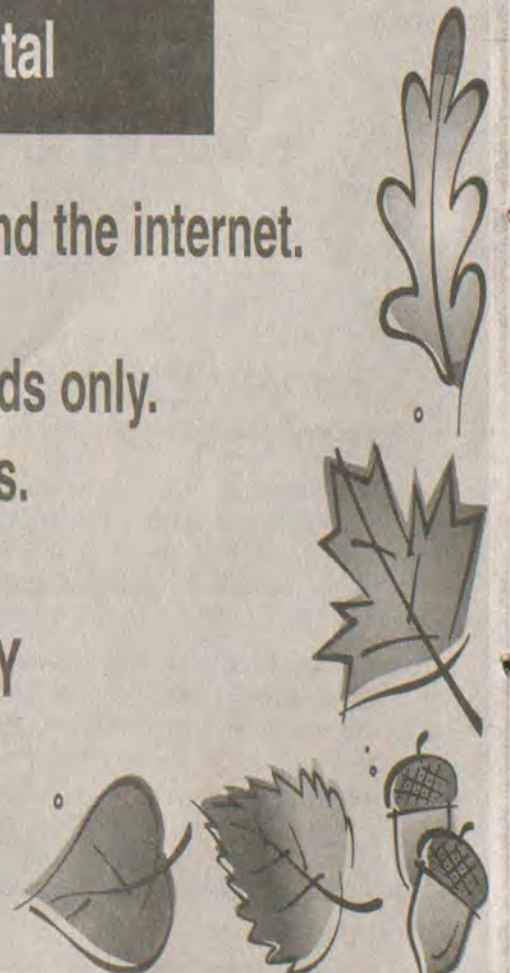 tal
nd the internet.
ds only.
s.
Y